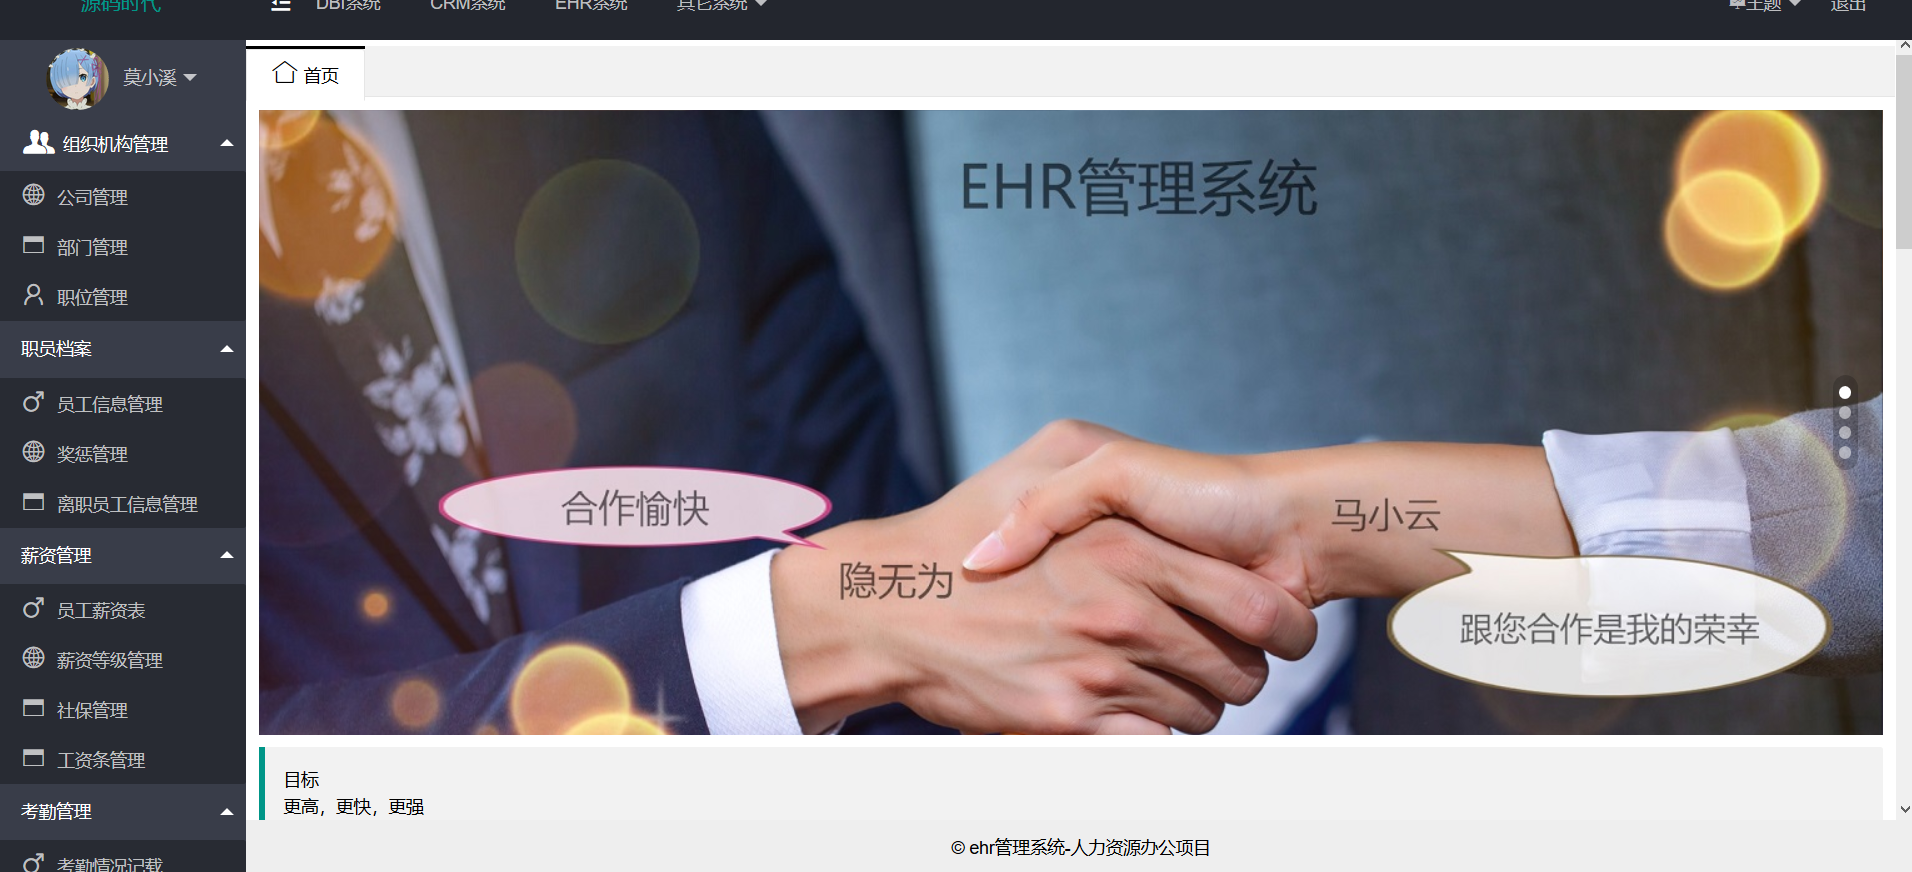 源码时代
DBI系统 CRM系统 EHR系统 其它系统
主题 退出
莫小溪
组织机构管理
公司管理
部门管理
职位管理
职员档案
员工信息管理
奖惩管理
离职员工信息管理
薪资管理
员工薪资表
薪资等级管理
社保管理
工资条管理
考勤管理
考勤情况记载
首页
EHR管理系统
合作愉快
隐无为
马小云
跟您合作是我的荣幸
目标
更高，更快，更强
© ehr管理系统-人力资源办公项目